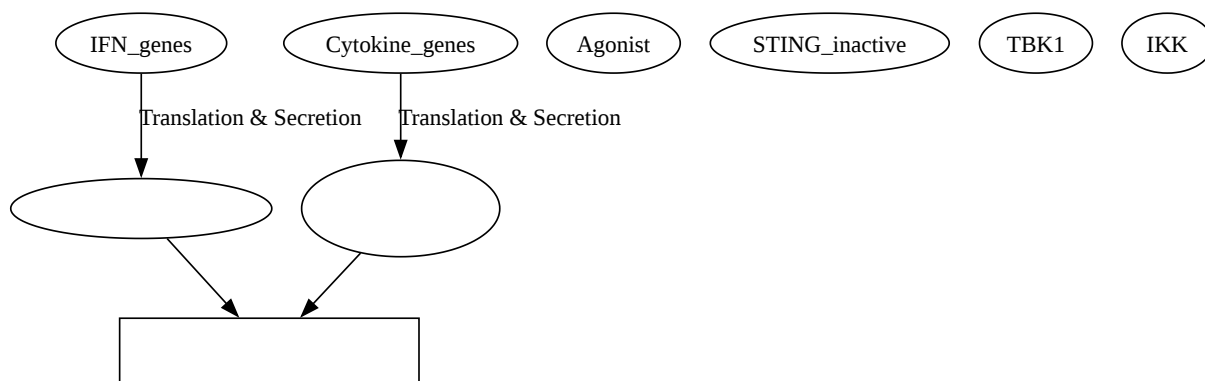 IFN_genes
Cytokine_genes
Agonist
STING_inactive
TBK1
IKK
Translation & Secretion
Translation & Secretion